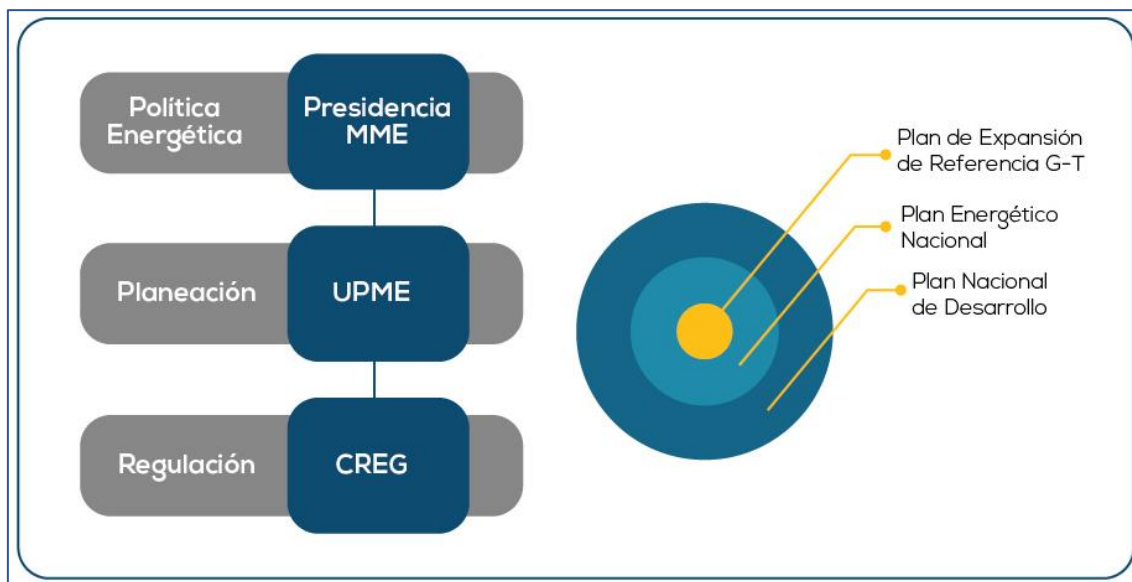 Política
Energética
Presidencia
MME
Planeación
UPME
Regulación
CREG
Plan de Expansión
de Referencia G-T
Plan Energético
Nacional
Plan Nacional
de Desarrollo